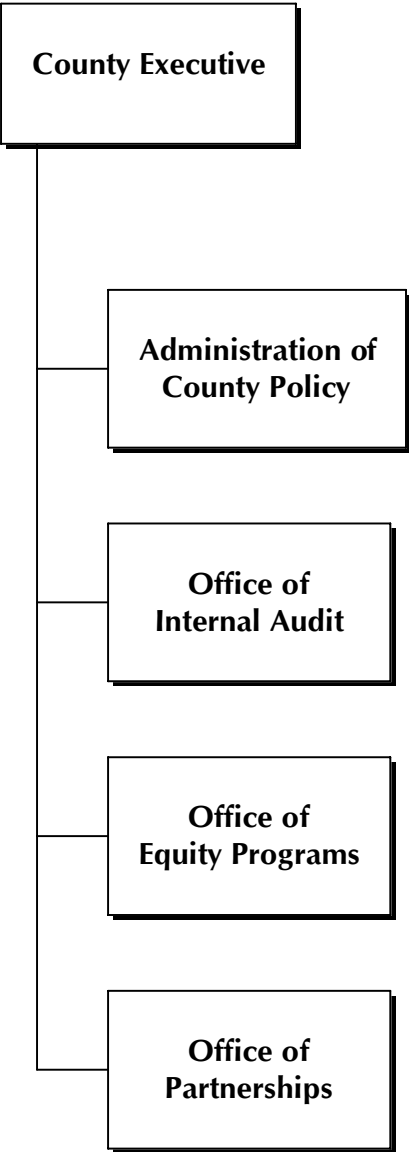 County Executive
Administration of
County Policy
Office of
Internal Audit
Office of
Equity Programs
Office of
Partnerships